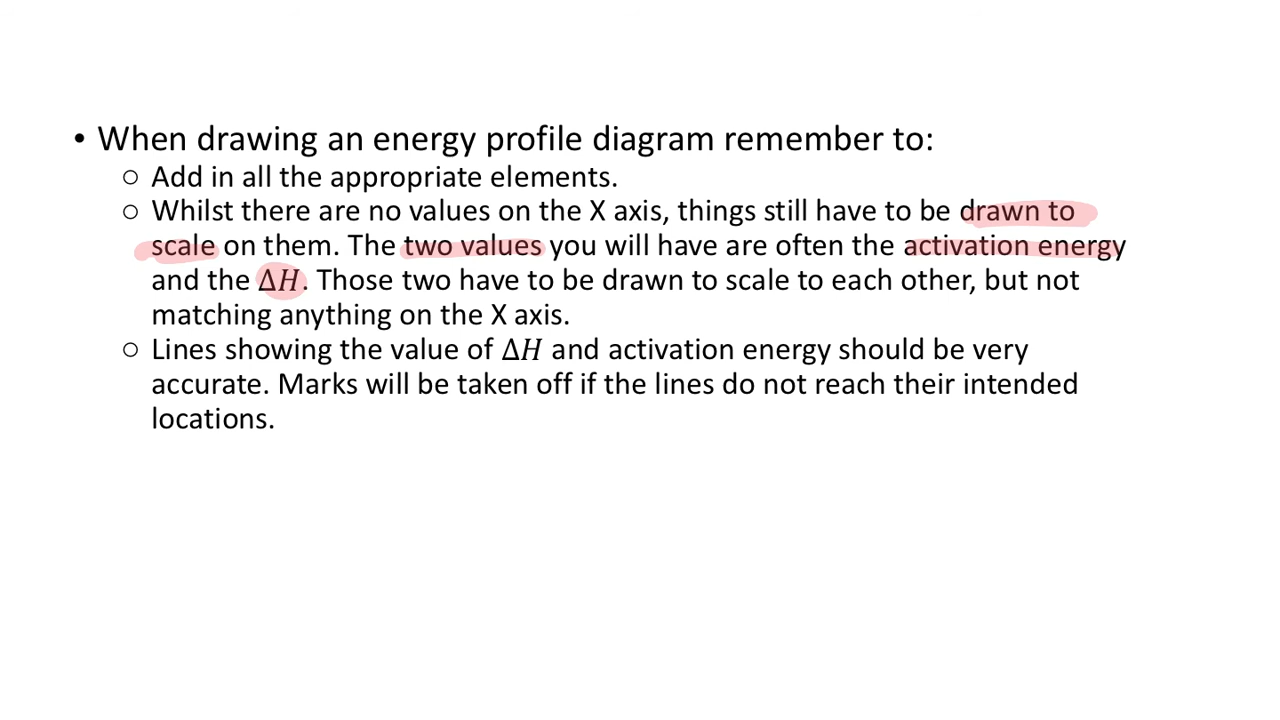 • When drawing an energy profile diagram remember to:
○ Add in all the appropriate elements.
○ Whilst there are no values on the X axis, things still have to be drawn to
scale on them. The two values you will have are often the activation energy
and the Δ𝐻. Those two have to be drawn to scale to each other, but not
matching anything on the X axis.
○ Lines showing the value of Δ𝐻 and activation energy should be very
accurate. Marks will be taken off if the lines do not reach their intended
locations.